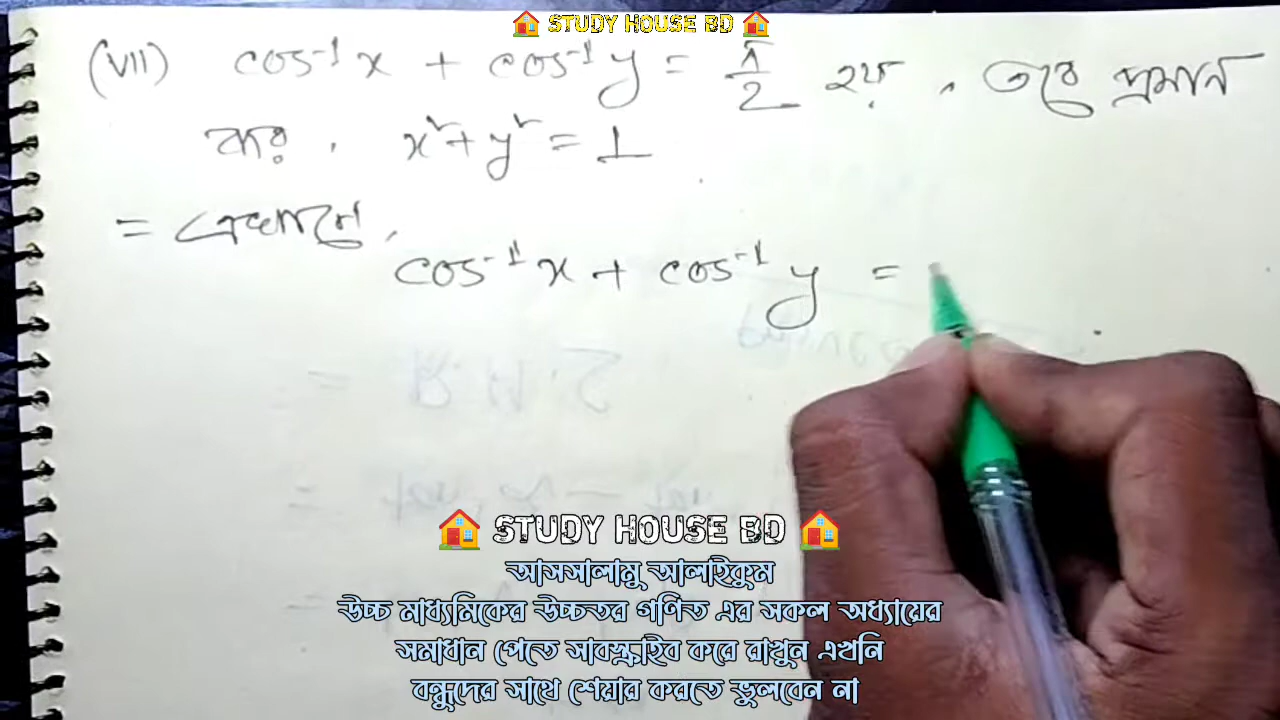 🏠 STUDY HOUSE BD 🏠
(VII) cos⁻¹x + cos⁻¹y = π/2 হয়, তবে প্রমান
কর, x² + y² = 1
= এখানে,
cos⁻¹x + cos⁻¹y =
🏠 STUDY HOUSE BD 🏠
আসসালামু আলাইকুম
উচ্চ মাধ্যমিকের উচ্চতর গণিত এর সকল অধ্যায়ের
সমাধান পেতে সাবস্ক্রাইব করে রাখুন এখনি
বন্ধুদের সাথে শেয়ার করতে ভুলবেন না